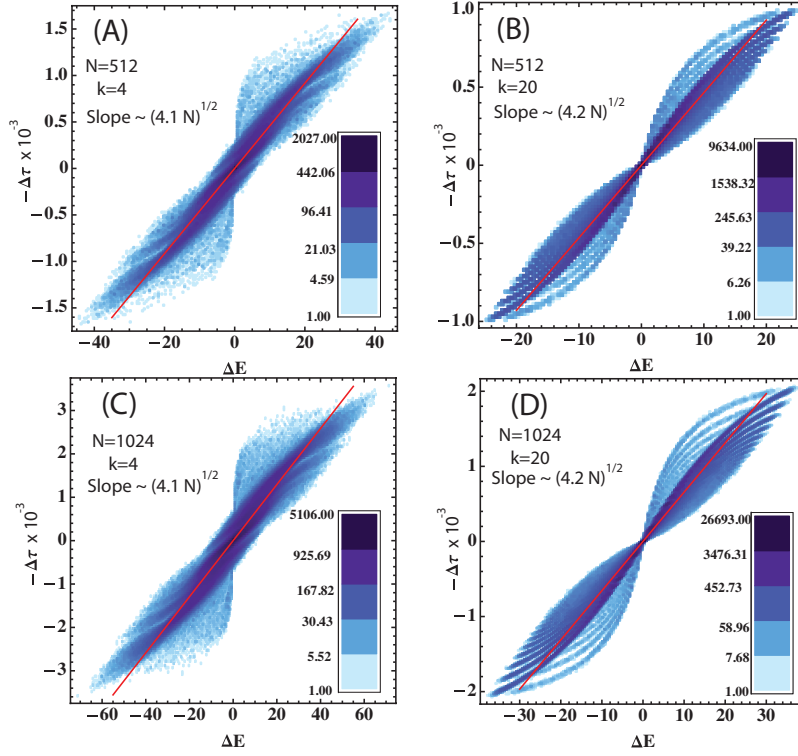 (A)
N=512
k=4
Slope ~ (4.1 N)^1/2
1.5
1.0
0.5
0
−0.5
−1.0
−1.5
−Δτ x 10^-3
2027.00
442.06
96.41
21.03
4.59
1.00
−40 −20 0 20 40
ΔE
(B)
N=512
k=20
Slope ~ (4.2 N)^1/2
1.0
0.5
0
−0.5
−1.0
−Δτ x 10^-3
9634.00
1538.32
245.63
39.22
6.26
1.00
−20 −10 0 10 20
ΔE
(C)
N=1024
k=4
Slope ~ (4.1 N)^1/2
3
2
1
0
−1
−2
−3
−Δτ x 10^-3
5106.00
925.69
167.82
30.43
5.52
1.00
−60 −40 −20 0 20 40 60
ΔE
(D)
N=1024
k=20
Slope ~ (4.2 N)^1/2
2
1
0
−1
−2
−Δτ x 10^-3
26693.00
3476.31
452.73
58.96
7.68
1.00
−30 −20 −10 0 10 20 30
ΔE